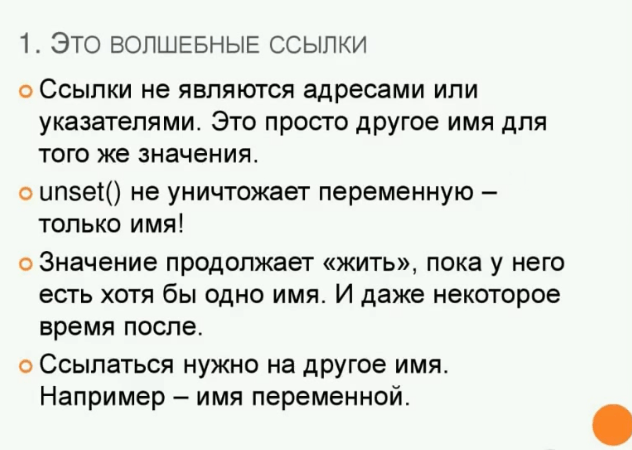 1. Это волшебные ссылки
Ссылки не являются адресами или
указателями. Это просто другое имя для
того же значения.
unset() не уничтожает переменную –
только имя!
Значение продолжает «жить», пока у него
есть хотя бы одно имя. И даже некоторое
время после.
Ссылаться нужно на другое имя.
Например – имя переменной.